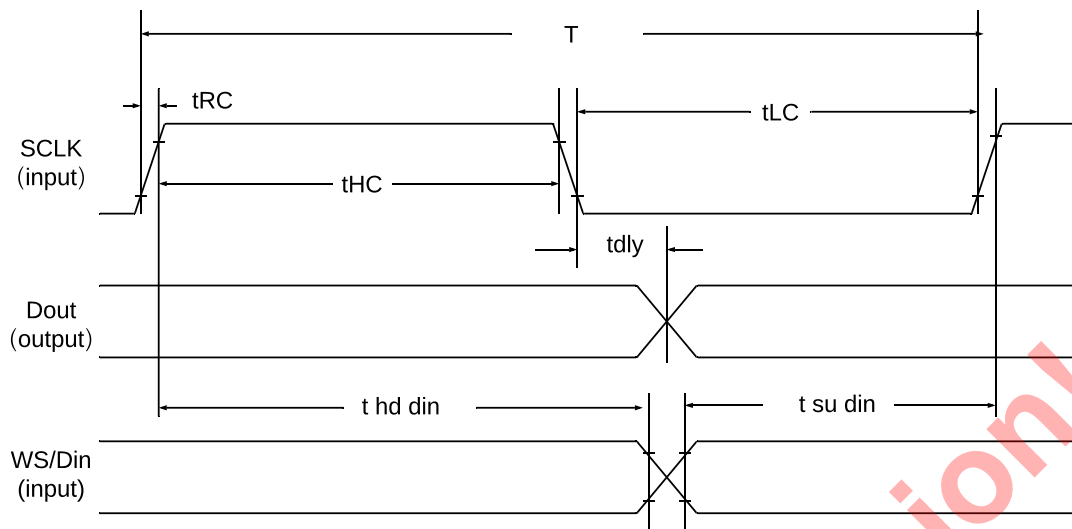 T
tRC
tLC
SCLK
（input）
tHC
tdly
Dout
（output）
t hd din
t su din
WS/Din
(input)